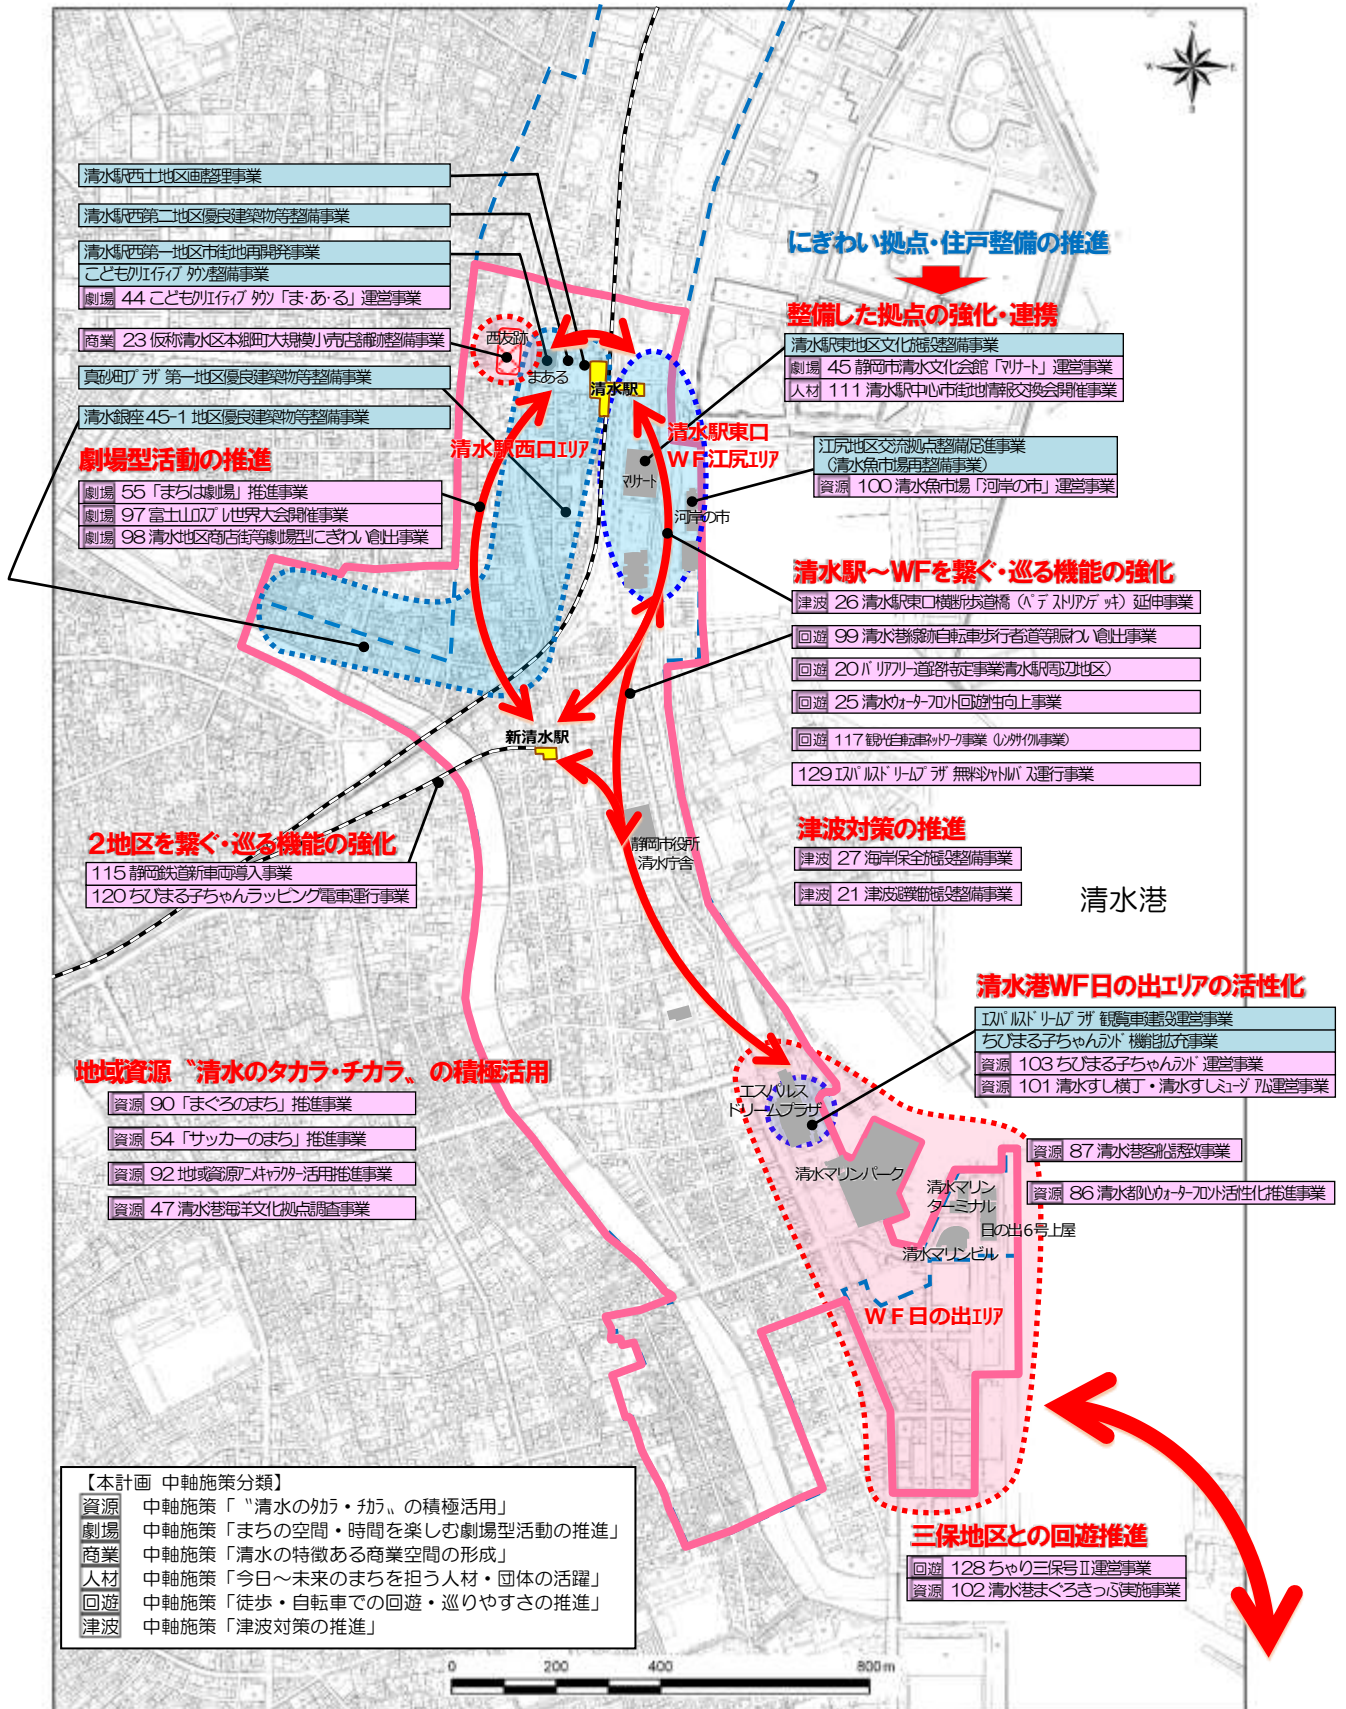 N
W
E
S
清水駅西土地区画整理事業
清水駅西第二地区優良建築物等整備事業
清水駅西第一地区市街地再開発事業
こどもクリエイティブタウン整備事業
劇場 44 こどもクリエイティブタウン「ま・あ・る」運営事業
商業 23 仮称清水区本郷町大規模小売店舗跡整備事業
真砂町プラザ第一地区優良建築物等整備事業
清水銀座 45-1 地区優良建築物等整備事業
劇場型活動の推進
劇場 55「まちは劇場」推進事業
劇場 97 富士山コスプレ世界大会開催事業
劇場 98 清水地区商店街等劇場型にぎわい創出事業
にぎわい拠点・住戸整備の推進
整備した拠点の強化・連携
清水駅東地区文化施設整備事業
劇場 45 静岡市清水文化会館「マリナート」運営事業
人材 111 清水駅中心市街地情報交換会開催事業
江尻地区交流拠点整備促進事業
（清水魚市場再整備事業）
資源 100 清水魚市場「河岸の市」運営事業
西友跡
まある
清水駅
清水駅西口エリア
清水駅東口
ＷＦ江尻エリア
マリナート
河岸の市
清水駅～WFを繋ぐ・巡る機能の強化
津波 26 清水駅東口横断歩道橋（ペデストリアンデッキ）延伸事業
回遊 99 清水港線跡自転車歩行者道等賑わい創出事業
回遊 20 バリアフリー道路特定事業清水駅周辺地区）
回遊 25 清水ウォーターフロント回遊性向上事業
回遊 117 観光自転車ネットワーク事業（レンタサイクル事業）
129 エスパルスドリームプラザ無料シャトルバス運行事業
新清水駅
静岡市役所
清水庁舎
2地区を繋ぐ・巡る機能の強化
115 静岡鉄道新車両導入事業
120 ちびまる子ちゃんラッピング電車運行事業
津波対策の推進
津波 27 海岸保全施設整備事業
津波 21 津波避難施設整備事業
清水港
清水港WF日の出エリアの活性化
エスパルスドリームプラザ観覧車建設運営事業
ちびまる子ちゃんランド機能拡充事業
資源 103 ちびまる子ちゃんランド運営事業
資源 101 清水すし横丁・清水すしミュージアム運営事業
資源 87 清水港客船誘致事業
資源 86 清水都心ウォーターフロント活性化推進事業
地域資源〝清水のタカラ・チカラ〟の積極活用
資源 90「まぐろのまち」推進事業
資源 54「サッカーのまち」推進事業
資源 92 地域資源アニメキャラクター活用推進事業
資源 47 清水港海洋文化拠点調査事業
エスパルス
ドリームプラザ
清水マリンパーク
清水マリン
ターミナル
日の出6号上屋
清水マリンビル
ＷＦ日の出エリア
三保地区との回遊推進
回遊 128 ちゃり三保号Ⅱ運営事業
資源 102 清水港まぐろきっぷ実施事業
【本計画 中軸施策分類】
資源 中軸施策「〝清水のタカラ・チカラ〟の積極活用」
劇場 中軸施策「まちの空間・時間を楽しむ劇場型活動の推進」
商業 中軸施策「清水の特徴ある商業空間の形成」
人材 中軸施策「今日～未来のまちを担う人材・団体の活躍」
回遊 中軸施策「徒歩・自転車での回遊・巡りやすさの推進」
津波 中軸施策「津波対策の推進」
0 200 400 800m